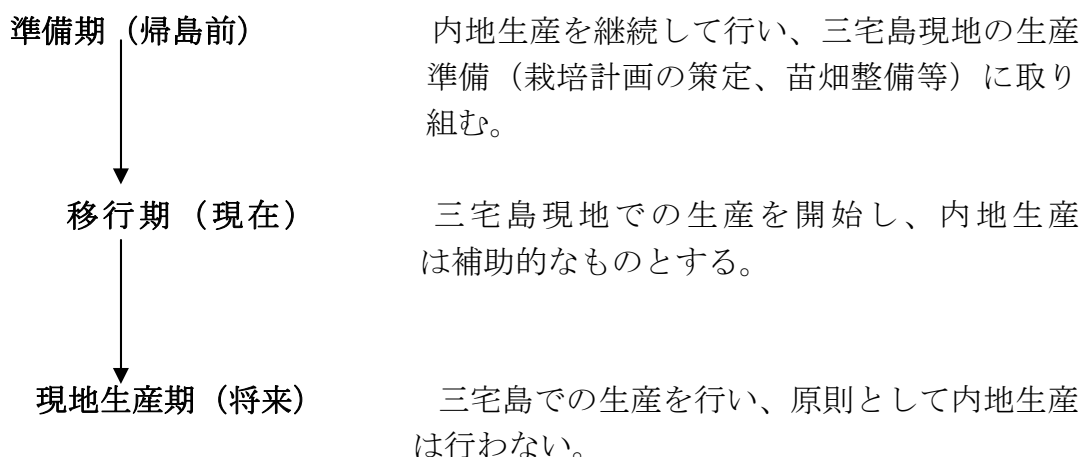 準備期（帰島前）
内地生産を継続して行い、三宅島現地の生産
準備（栽培計画の策定、苗畑整備等）に取り
組む。
移行期（現在）
三宅島現地での生産を開始し、内地生産
は補助的なものとする。
現地生産期（将来）
三宅島での生産を行い、原則として内地生産
は行わない。